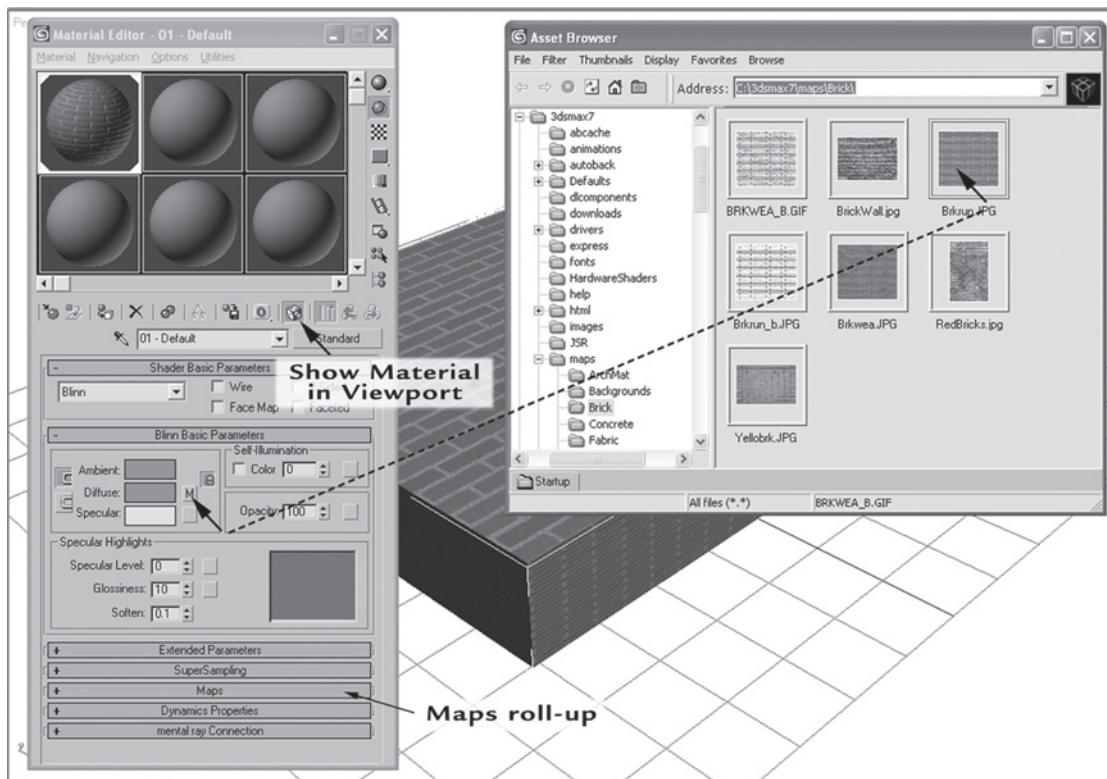 Pe
Material Editor - 01 - Default
Material Navigation Options Utilities
01 - Default
Standard
Show Material
in Viewport
- Shader Basic Parameters
Blinn
Wire
Face Map
Faceted
- Blinn Basic Parameters
Ambient:
Diffuse:
M
Specular:
Self-Illumination
Color 0
Opacity: 100
Specular Highlights
Specular Level: 0
Glossiness: 10
Soften: 0.1
+ Extended Parameters
+ SuperSampling
+ Maps
+ Dynamics Properties
+ mental ray Connection
Maps roll-up
Asset Browser
File Filter Thumbnails Display Favorites Browse
Address: C:\3dsmax7\maps\Brick\
3dsmax7
abcache
animations
autoback
Defaults
dlcomponents
downloads
drivers
express
fonts
HardwareShaders
help
html
images
JSR
maps
ArchMat
Backgrounds
Brick
Concrete
Fabric
BRKWEA_B.GIF
BrickWall.jpg
Brkrun.JPG
Brkrun_b.JPG
Brkwea.JPG
RedBricks.jpg
Yellobrk.JPG
Startup
All files (*.*)
BRKWEA_B.GIF